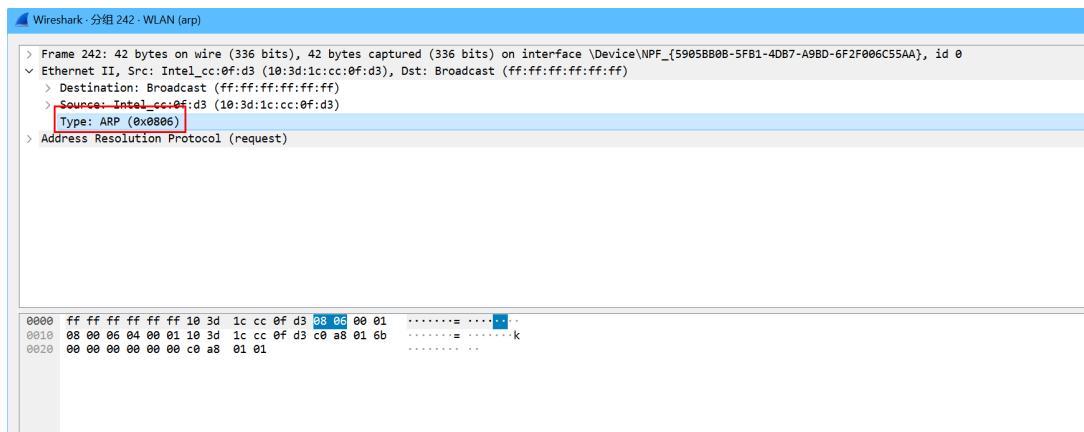 Wireshark · 分组 242 · WLAN (arp)
> Frame 242: 42 bytes on wire (336 bits), 42 bytes captured (336 bits) on interface \Device\NPF_{5905BB0B-5FB1-4DB7-A9BD-6F2F006C55AA}, id 0
Ethernet II, Src: Intel_cc:0f:d3 (10:3d:1c:cc:0f:d3), Dst: Broadcast (ff:ff:ff:ff:ff:ff)
> Destination: Broadcast (ff:ff:ff:ff:ff:ff)
> Source: Intel_cc:0f:d3 (10:3d:1c:cc:0f:d3)
Type: ARP (0x0806)
> Address Resolution Protocol (request)
0000 ff ff ff ff ff ff 10 3d 1c cc 0f d3 08 06 00 01 ·······= ········
0010 08 00 06 04 00 01 10 3d 1c cc 0f d3 c0 a8 01 6b ·······= ·······k
0020 00 00 00 00 00 00 c0 a8 01 01 ········ ··